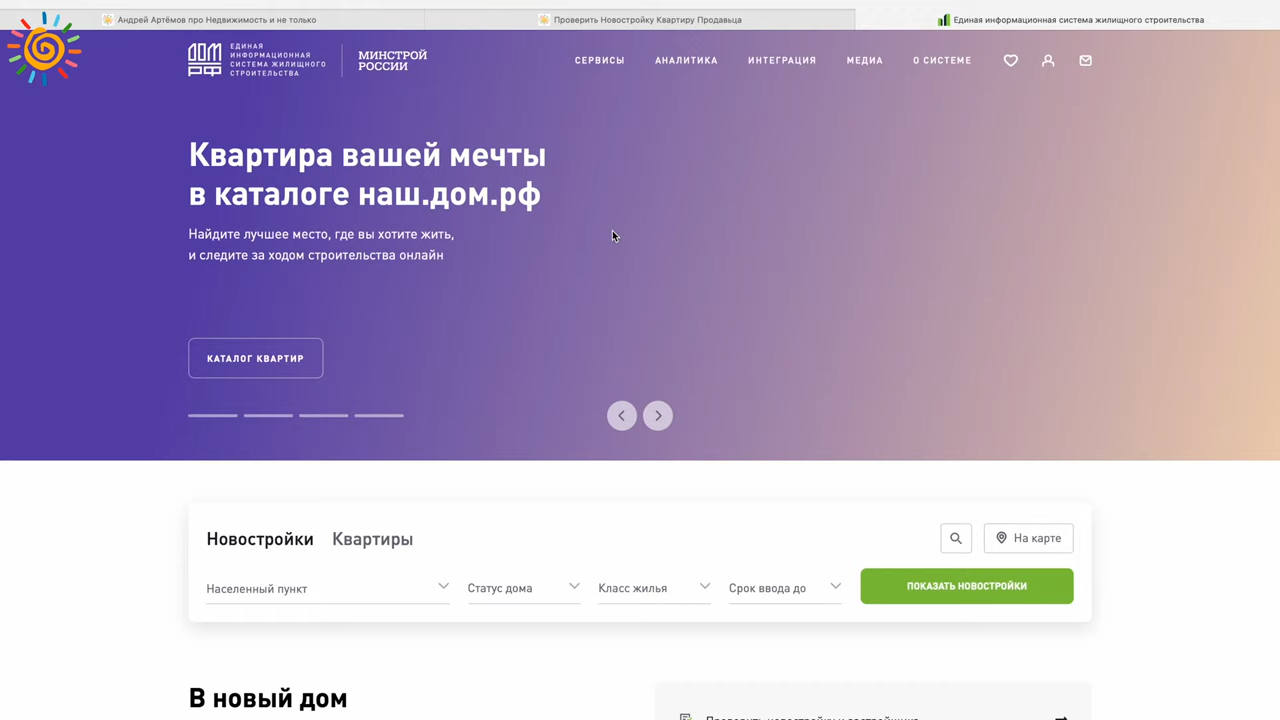 Андрей Артёмов про Недвижимость и не только
Проверить Новостройку Квартиру Продавца
Единая информационная система жилищного строительства
ДОМ
РФ
ЕДИНАЯ
ИНФОРМАЦИОННАЯ
СИСТЕМА ЖИЛИЩНОГО
СТРОИТЕЛЬСТВА
МИНСТРОЙ
РОССИИ
СЕРВИСЫ
АНАЛИТИКА
ИНТЕГРАЦИЯ
МЕДИА
О СИСТЕМЕ
Квартира вашей мечты
в каталоге наш.дом.рф
Найдите лучшее место, где вы хотите жить,
и следите за ходом строительства онлайн
КАТАЛОГ КВАРТИР
Новостройки
Квартиры
На карте
Населенный пункт
Статус дома
Класс жилья
Срок ввода до
ПОКАЗАТЬ НОВОСТРОЙКИ
В новый дом
Проверить новостройку и застройщика